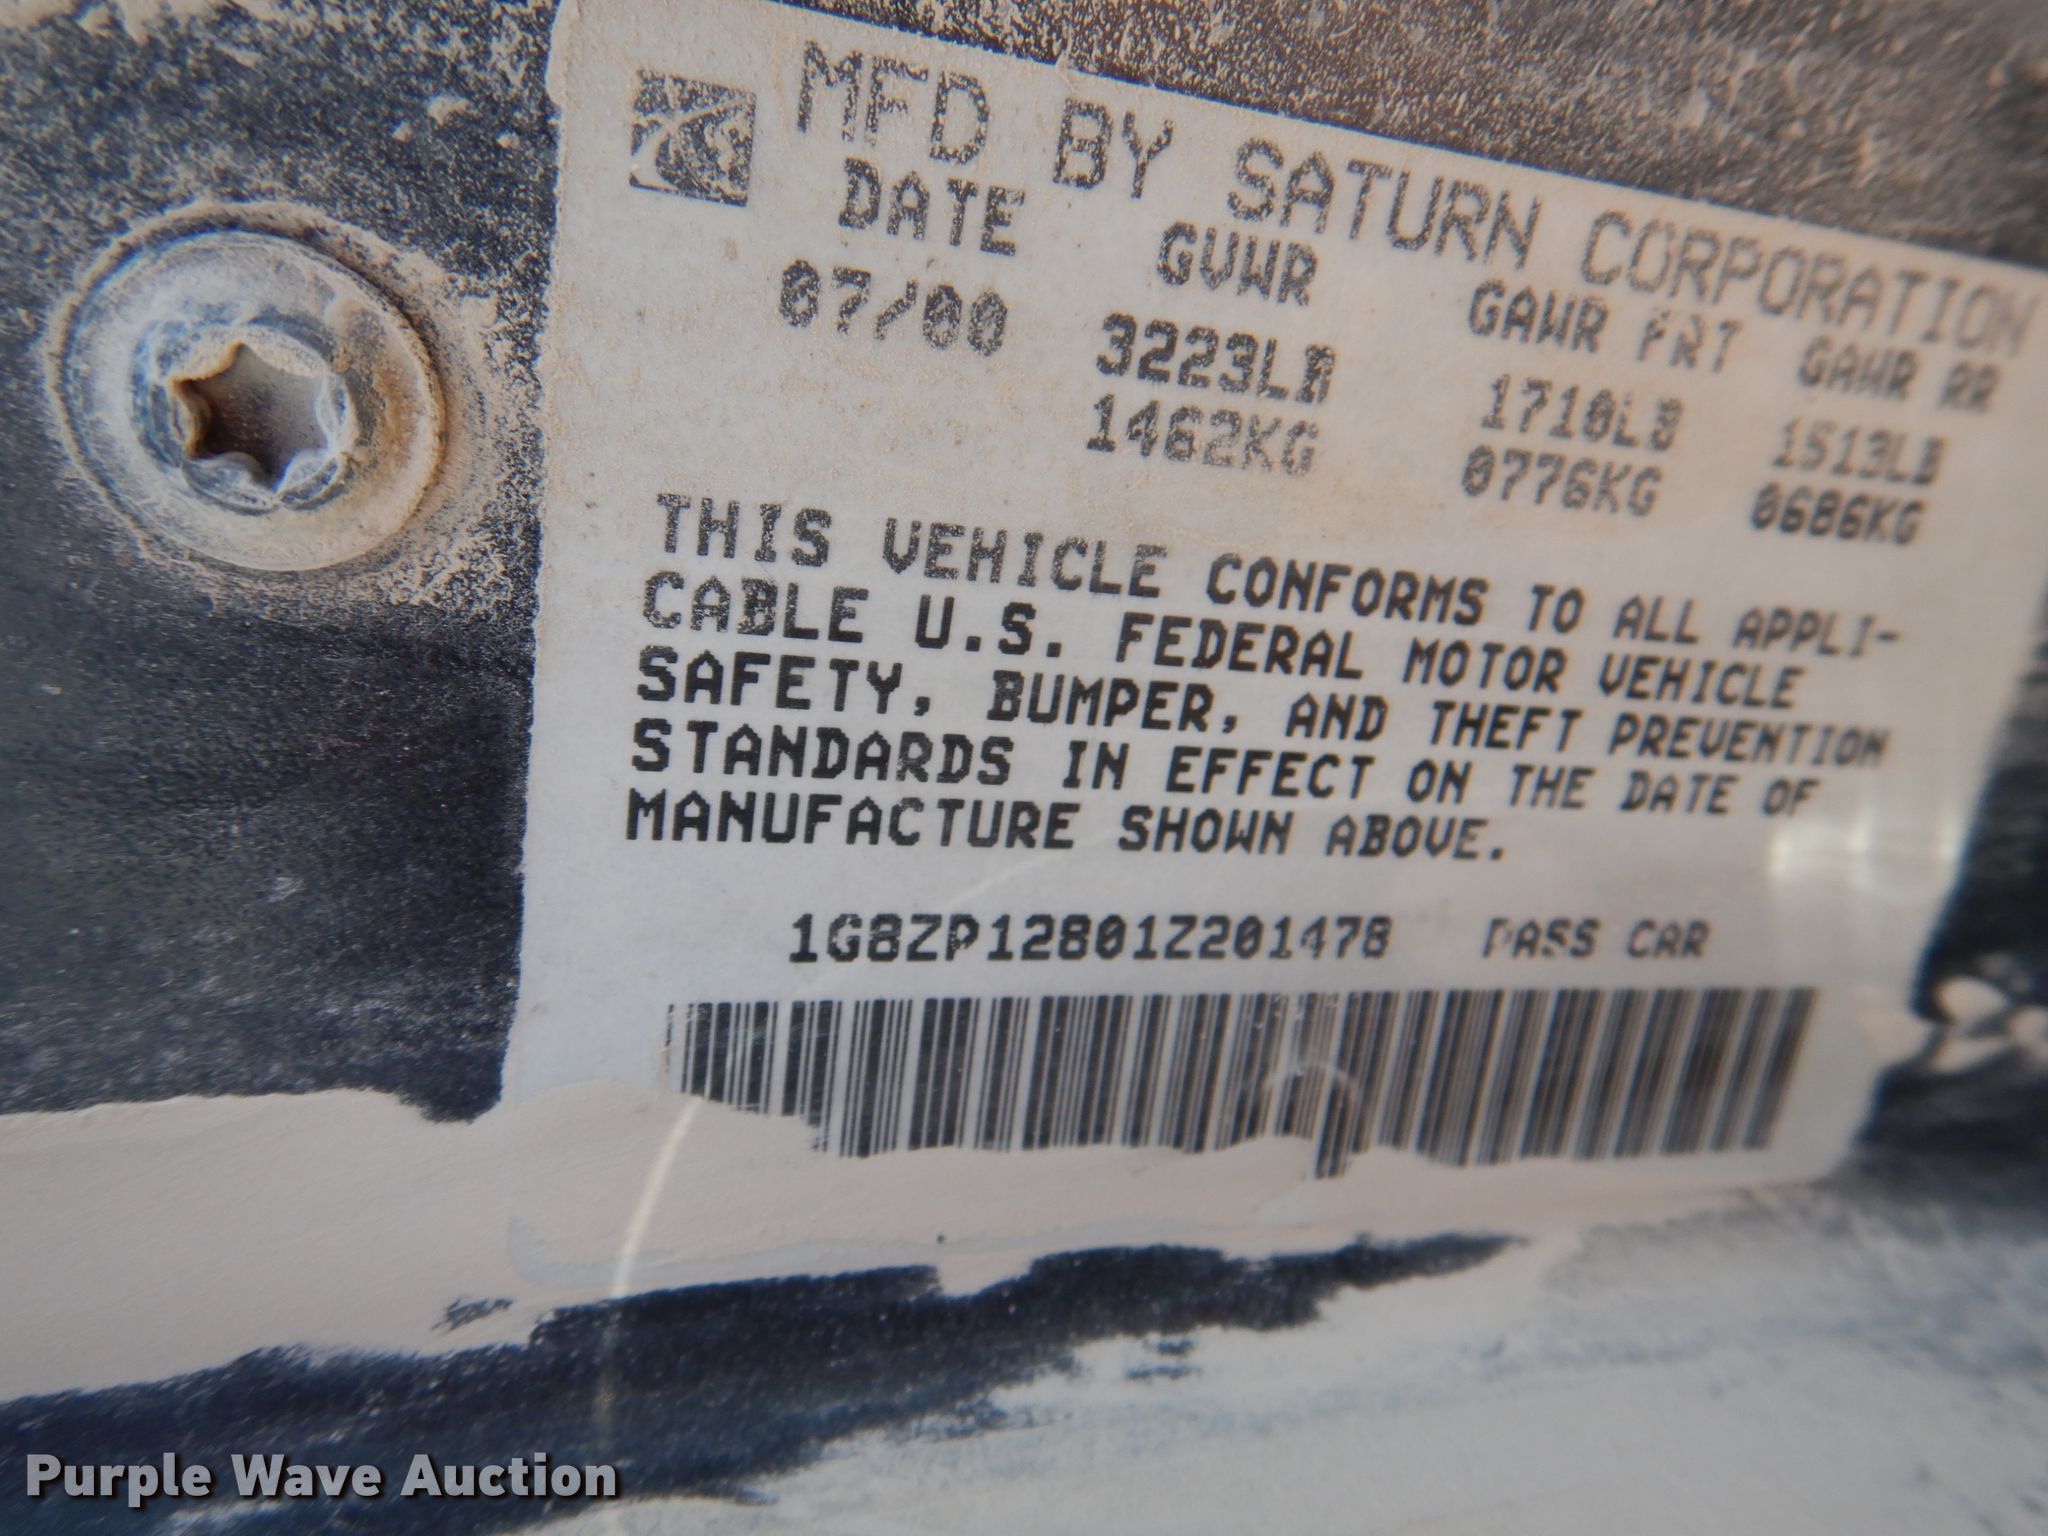 MFD BY SATURN CORPORATION
DATE GVWR GAWR FRT GAWR RR
07/00 3223LB 1710LB 1513LB
1462KG 0776KG 0686KG
THIS VEHICLE CONFORMS TO ALL APPLI-
CABLE U.S. FEDERAL MOTOR VEHICLE
SAFETY, BUMPER, AND THEFT PREVENTION
STANDARDS IN EFFECT ON THE DATE OF
MANUFACTURE SHOWN ABOVE.
1G8ZP12801Z201478 PASS CAR
Purple Wave Auction